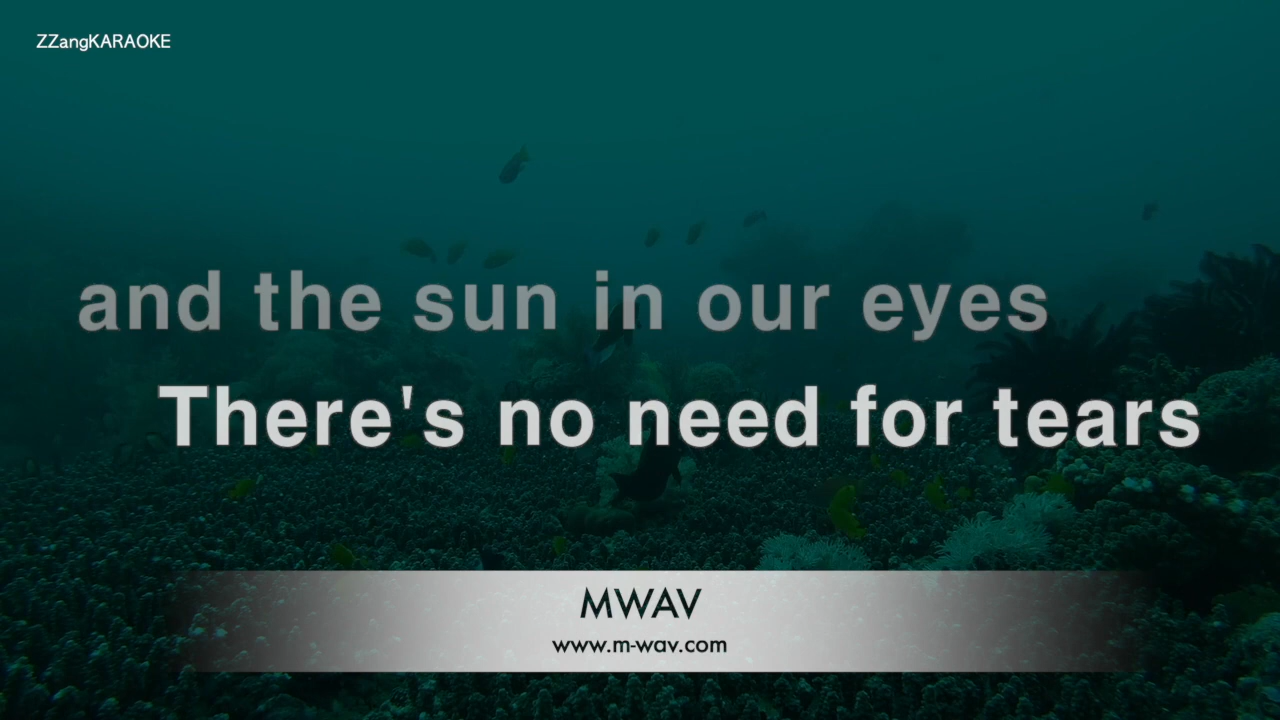 ZZangKARAOKE
and the sun in our eyes
There's no need for tears
MWAV
www.m-wav.com